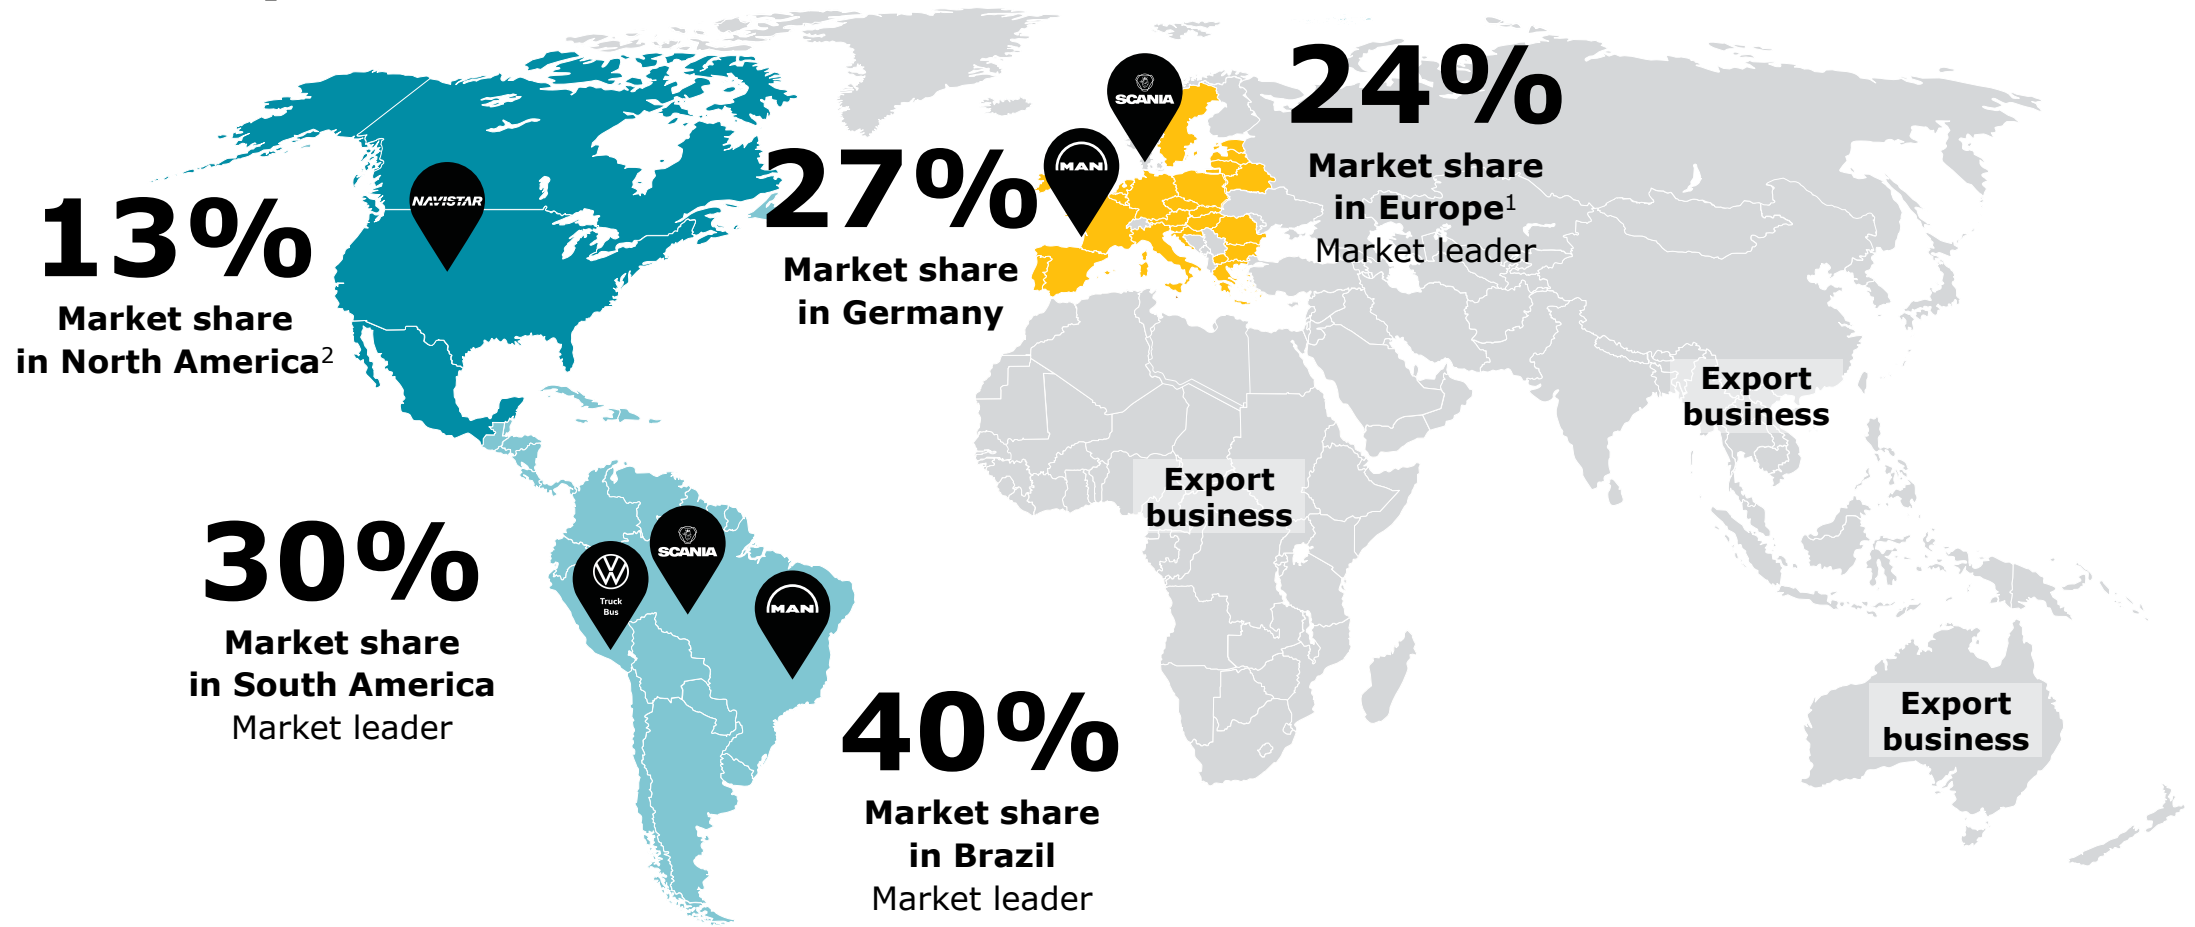 13%
Market share
in North America²
NAVISTAR
27%
Market share
in Germany
MAN
SCANIA
24%
Market share
in Europe¹
Market leader
30%
Market share
in South America
Market leader
Truck
Bus
SCANIA
MAN
40%
Market share
in Brazil
Market leader
Export
business
Export
business
Export
business